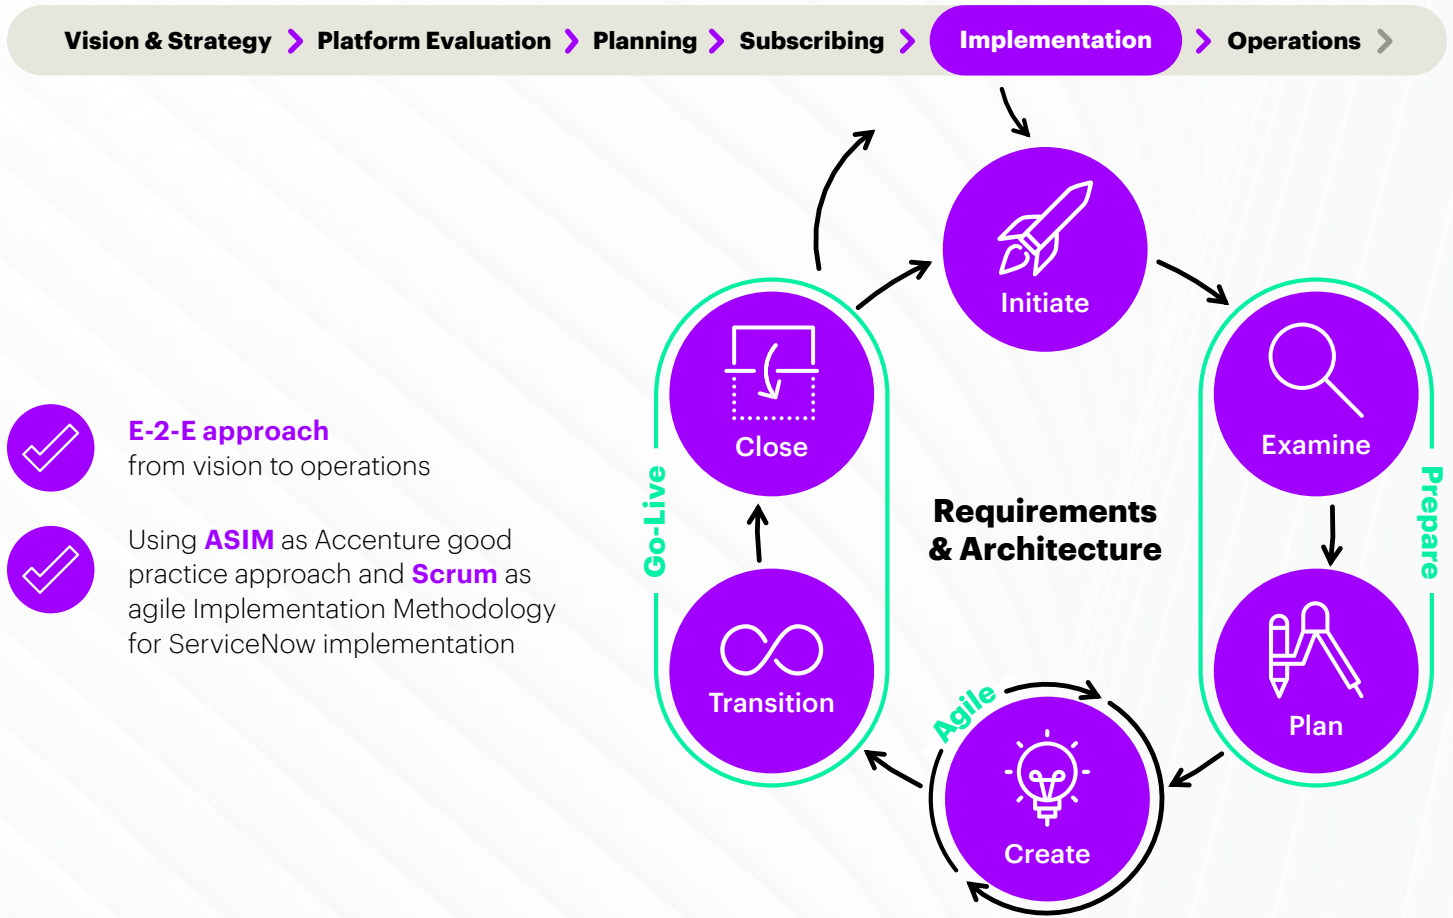 Vision & Strategy
Platform Evaluation
Planning
Subscribing
Implementation
Operations
E-2-E approach
from vision to operations
Using ASIM as Accenture good
practice approach and Scrum as
agile Implementation Methodology
for ServiceNow implementation
Initiate
Examine
Prepare
Plan
Agile
Create
Transition
Go-Live
Close
Requirements
& Architecture